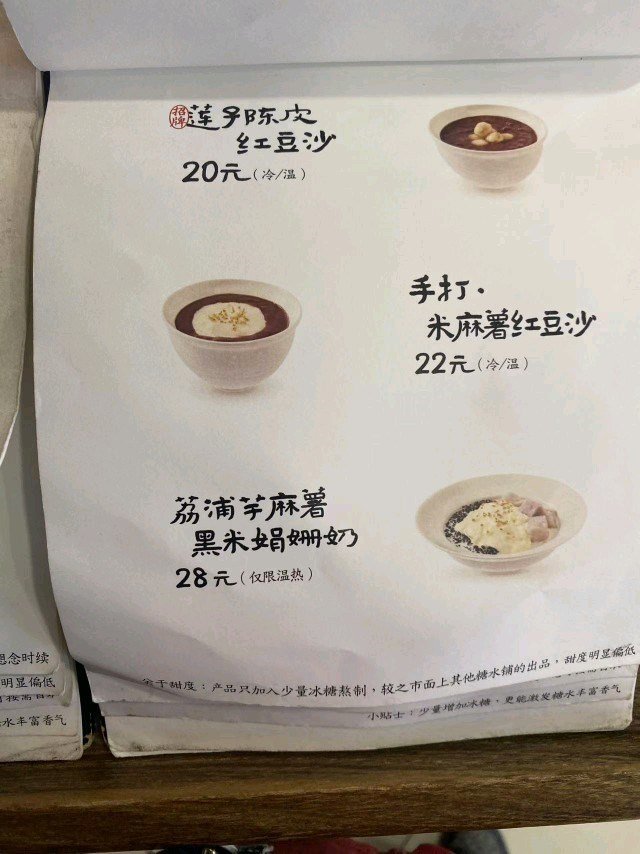 招牌 莲子陈皮
红豆沙
20元(冷/温)
手打·
米麻薯红豆沙
22元(冷/温)
荔浦芋麻薯
黑米娟姗奶
28元(仅限温热)
关于甜度：产品只加入少量冰糖熬制，较之市面上其他糖水铺的出品，甜度明显偏低
小贴士：少量增加冰糖，更能激发糖水丰富香气
念时续
明显偏低
水丰富香气